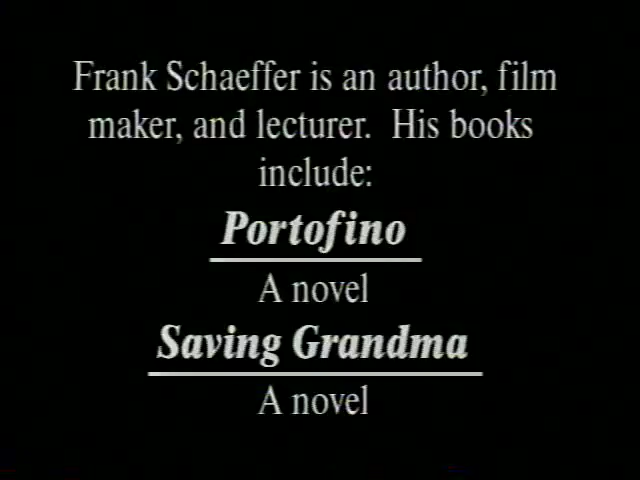 Frank Schaeffer is an author, film
maker, and lecturer. His books
include:
Portofino
A novel
Saving Grandma
A novel